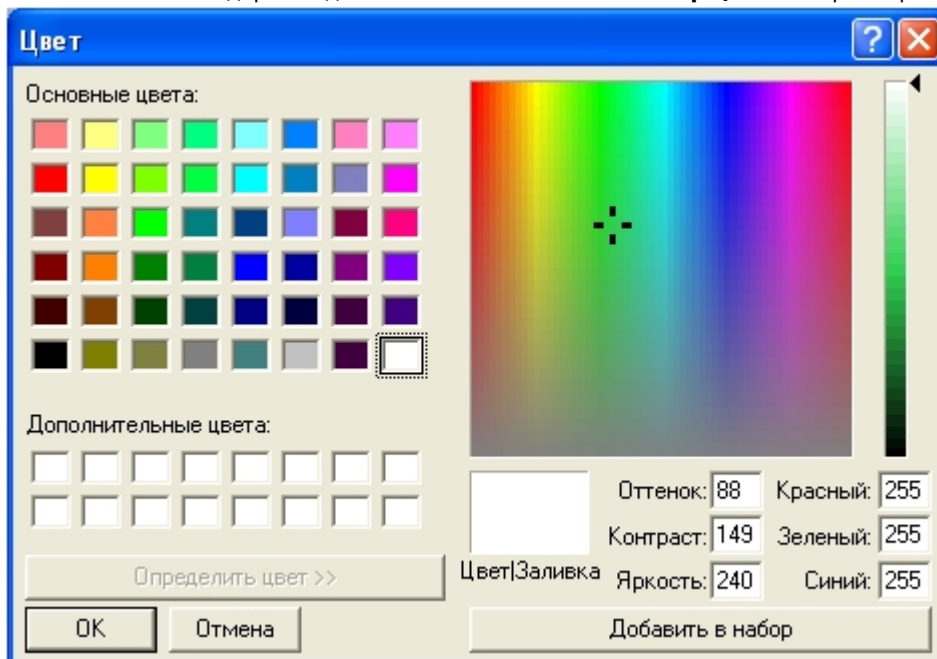 Цвет
Основные цвета:
Дополнительные цвета:
Определить цвет >>
OK Отмена
Оттенок: 88 Красный: 255
Контраст: 149 Зеленый: 255
Цвет|Заливка Яркость: 240 Синий: 255
Добавить в набор